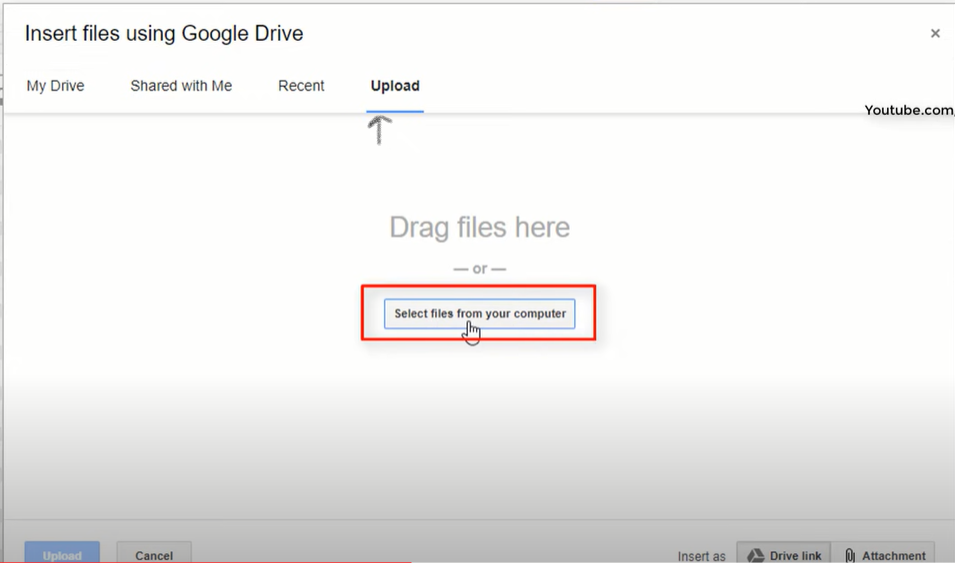 Insert files using Google Drive
×
My Drive Shared with Me Recent Upload
Youtube.com/
Drag files here
— or —
Select files from your computer
Upload Cancel Insert as Drive link Attachment